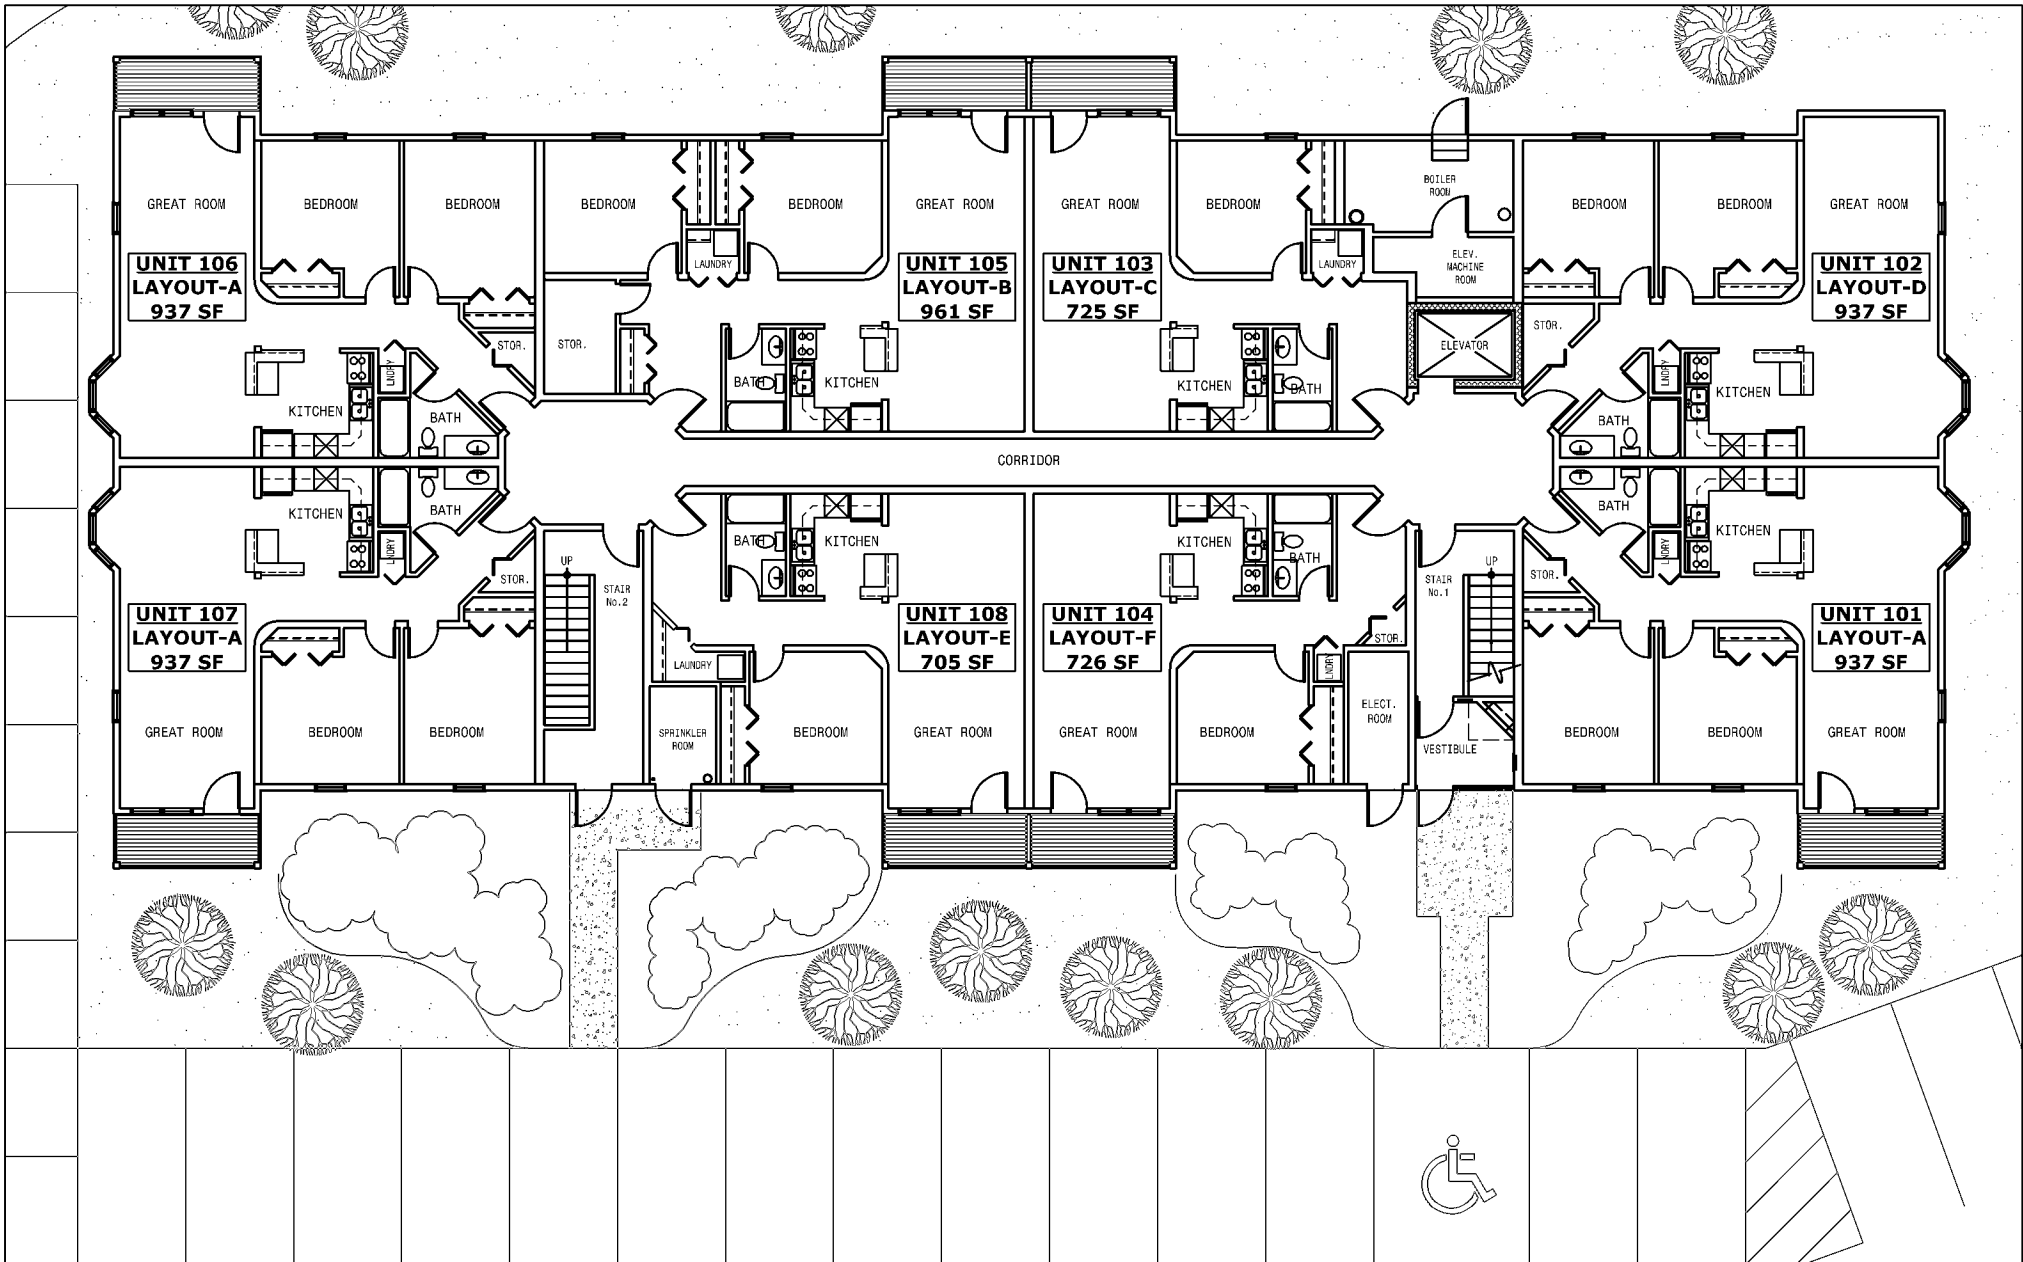 GREAT ROOM
BEDROOM
BEDROOM
BEDROOM
BEDROOM
GREAT ROOM
GREAT ROOM
BEDROOM
BOILER
ROOM
BEDROOM
BEDROOM
GREAT ROOM
UNIT 106
LAYOUT-A
937 SF
LAUNDRY
UNIT 105
LAYOUT-B
961 SF
UNIT 103
LAYOUT-C
725 SF
LAUNDRY
ELEV.
MACHINE
ROOM
UNIT 102
LAYOUT-D
937 SF
STOR.
STOR.
ELEVATOR
STOR.
LNDRY
KITCHEN
BATH
BATH
KITCHEN
KITCHEN
BATH
BATH
LNDRY
KITCHEN
CORRIDOR
KITCHEN
BATH
LNDRY
BATH
KITCHEN
KITCHEN
BATH
BATH
LNDRY
KITCHEN
STOR.
UP
STAIR
No.2
STAIR
No.1
UP
STOR.
UNIT 107
LAYOUT-A
937 SF
LAUNDRY
UNIT 108
LAYOUT-E
705 SF
UNIT 104
LAYOUT-F
726 SF
LNDRY
STOR.
UNIT 101
LAYOUT-A
937 SF
GREAT ROOM
BEDROOM
BEDROOM
SPRINKLER
ROOM
BEDROOM
GREAT ROOM
GREAT ROOM
BEDROOM
ELECT.
ROOM
VESTIBULE
BEDROOM
BEDROOM
GREAT ROOM